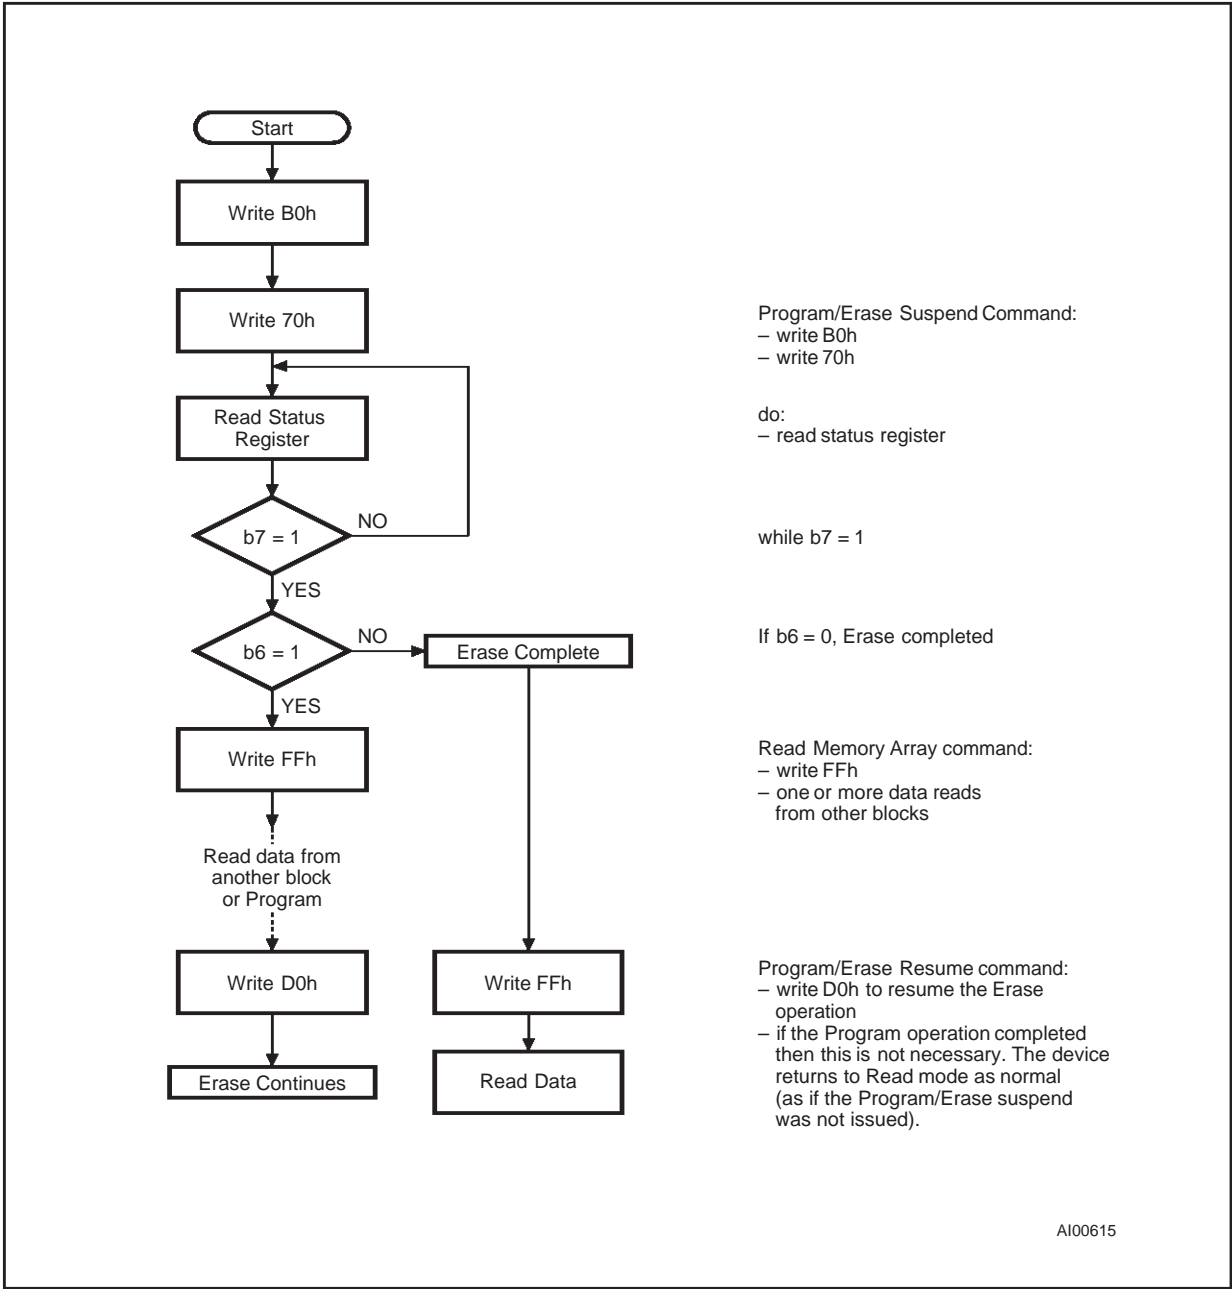 Start
Write B0h
Write 70h
Program/Erase Suspend Command:
– write B0h
– write 70h
Read Status
Register
do:
– read status register
b7 = 1
NO
while b7 = 1
YES
b6 = 1
NO
Erase Complete
If b6 = 0, Erase completed
YES
Write FFh
Read Memory Array command:
– write FFh
– one or more data reads
from other blocks
Read data from
another block
or Program
Write D0h
Write FFh
Program/Erase Resume command:
– write D0h to resume the Erase
operation
– if the Program operation completed
then this is not necessary. The device
returns to Read mode as normal
(as if the Program/Erase suspend
was not issued).
Erase Continues
Read Data
AI00615